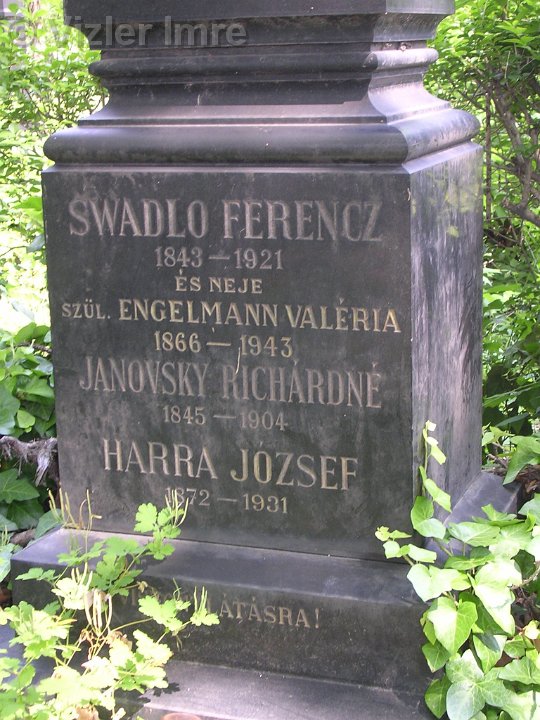 © Vizler Imre
SWADLO FERENCZ
1843 – 1921
ÉS NEJE
SZÜL. ENGELMANN VALÉRIA
1866 – 1943
JANOVSKY RICHÁRDNÉ
1845 – 1904
HARRA JÓZSEF
1872 – 1931